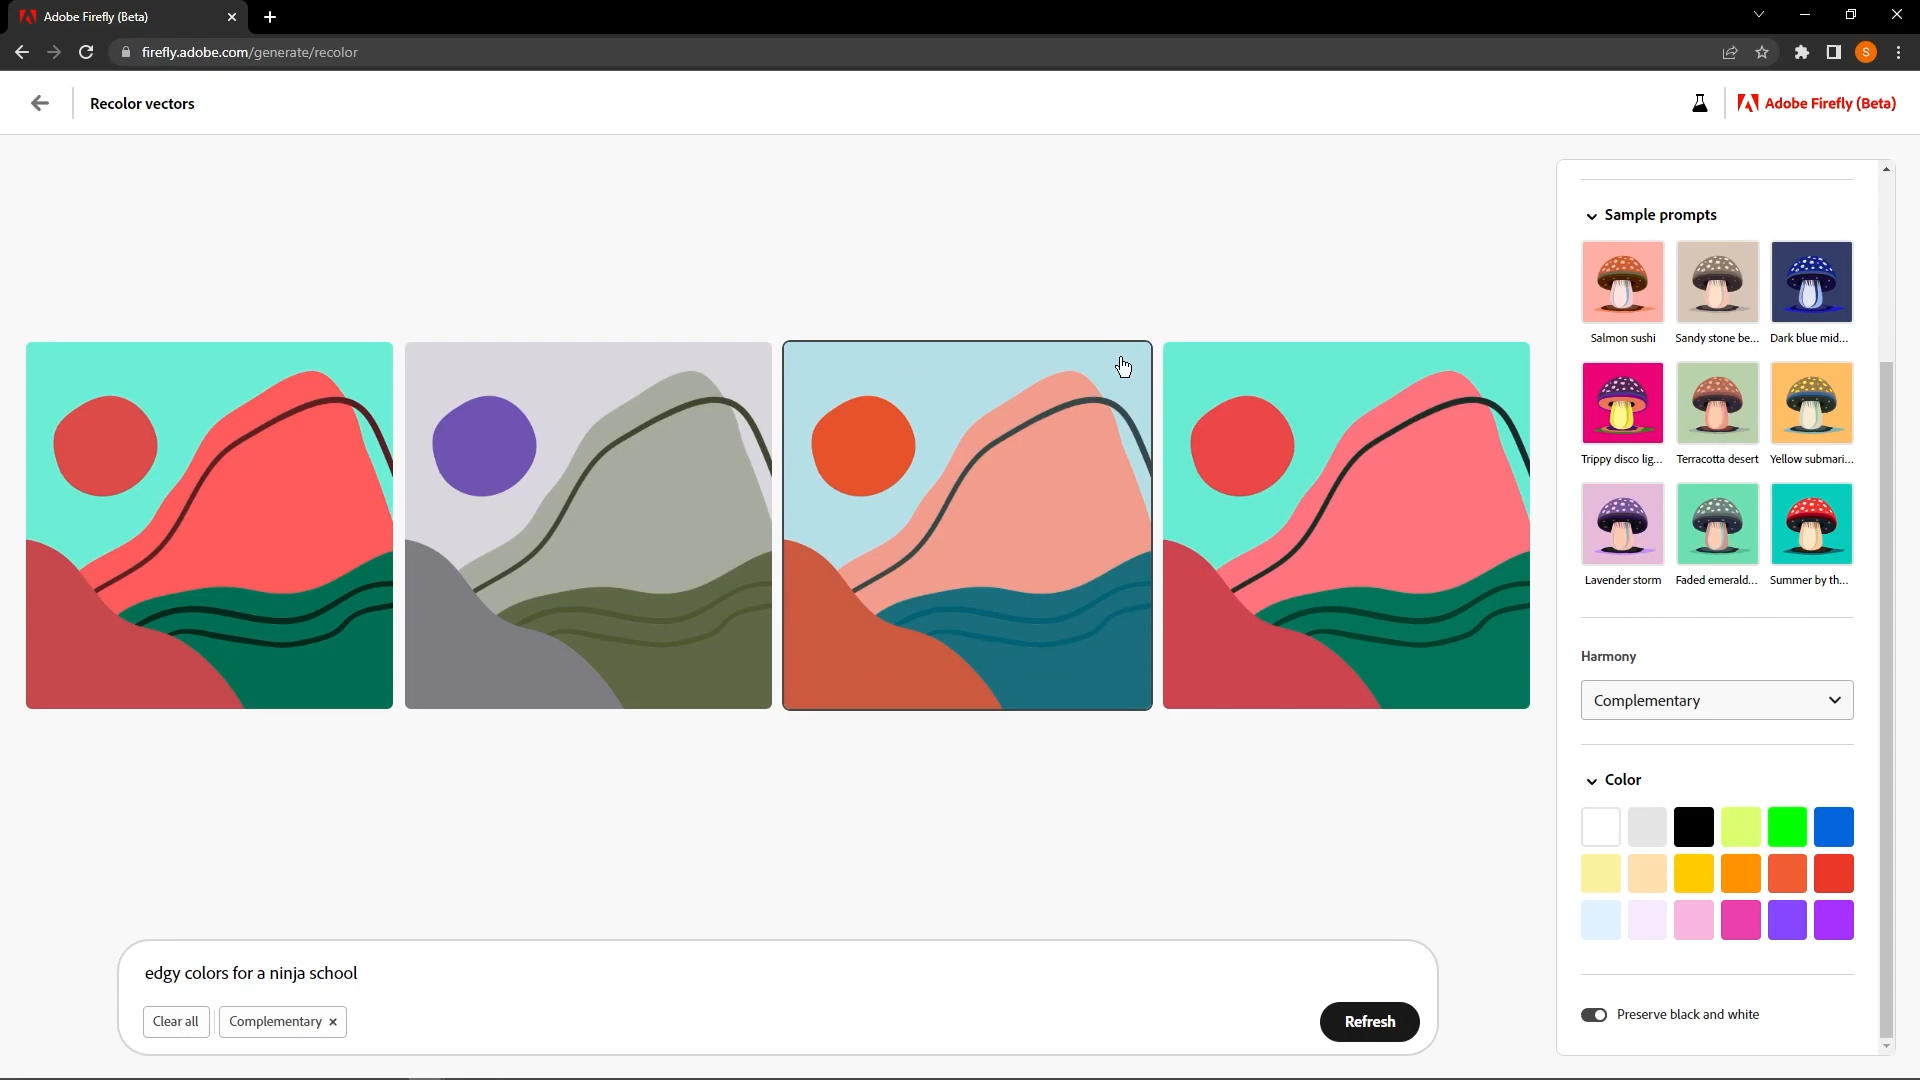 Adobe Firefly (Beta)
firefly.adobe.com/generate/recolor
S
Recolor vectors
Adobe Firefly (Beta)
Sample prompts
Salmon sushi
Sandy stone be...
Dark blue mid...
Trippy disco lig...
Terracotta desert
Yellow submari...
Lavender storm
Faded emerald...
Summer by th...
Harmony
Complementary
Color
Preserve black and white
edgy colors for a ninja school
Clear all
Complementary
Refresh